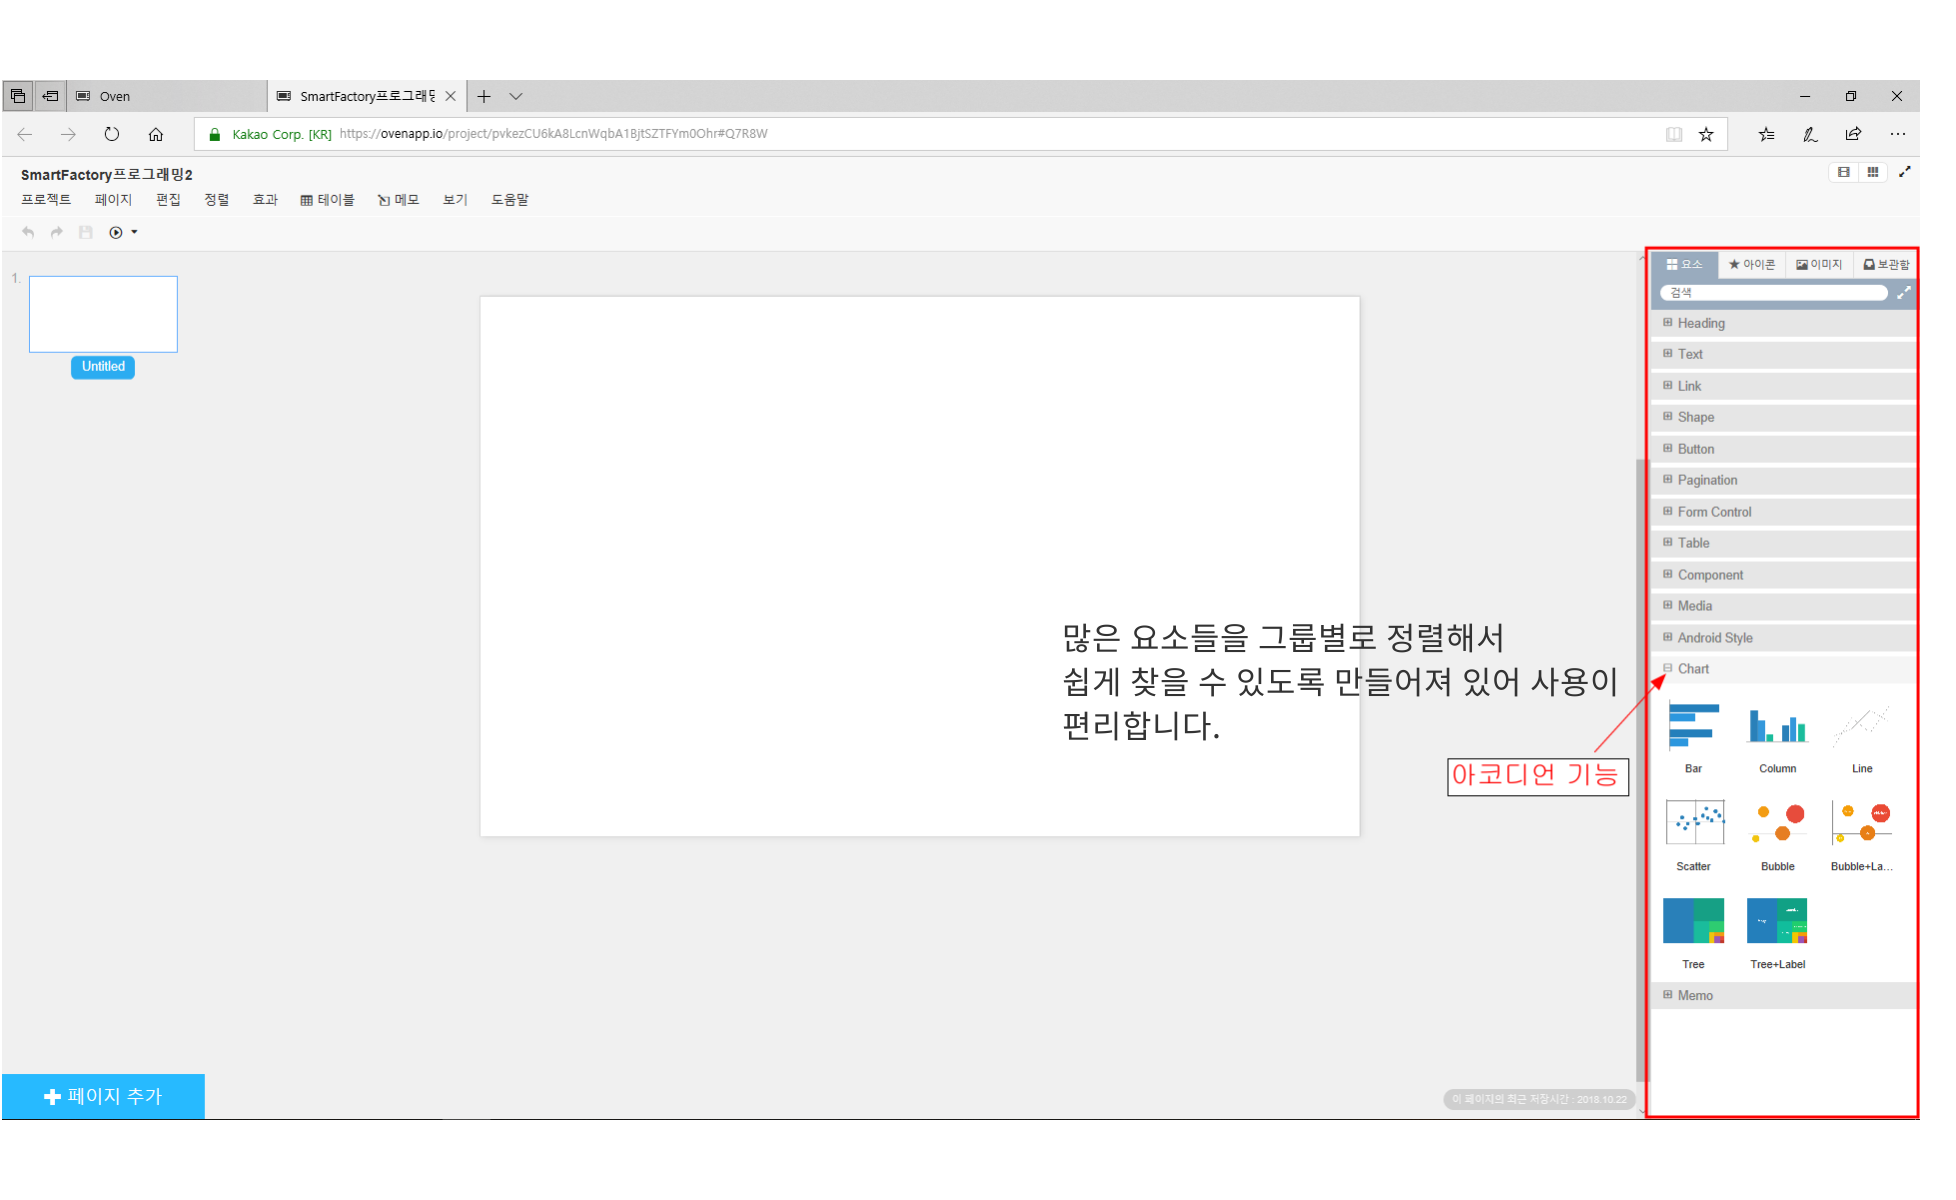 Oven
SmartFactory프로그래밍
Kakao Corp. [KR] https://ovenapp.io/project/pvkezCU6kA8LcnWqbA1BjtSZTFYm0Ohr#Q7R8W
SmartFactory프로그래밍2
프로젝트 페이지 편집 정렬 효과 테이블 메모 보기 도움말
1.
Untitled
요소 아이콘 이미지 보관함
검색
Heading
Text
Link
Shape
Button
Pagination
Form Control
Table
Component
Media
Android Style
Chart
많은 요소들을 그룹별로 정렬해서
쉽게 찾을 수 있도록 만들어져 있어 사용이
편리합니다.
아코디언 기능
Bar Column Line
Scatter Bubble Bubble+La...
Tree Tree+Label
Memo
페이지 추가
이 페이지의 최근 저장시간 : 2018.10.22